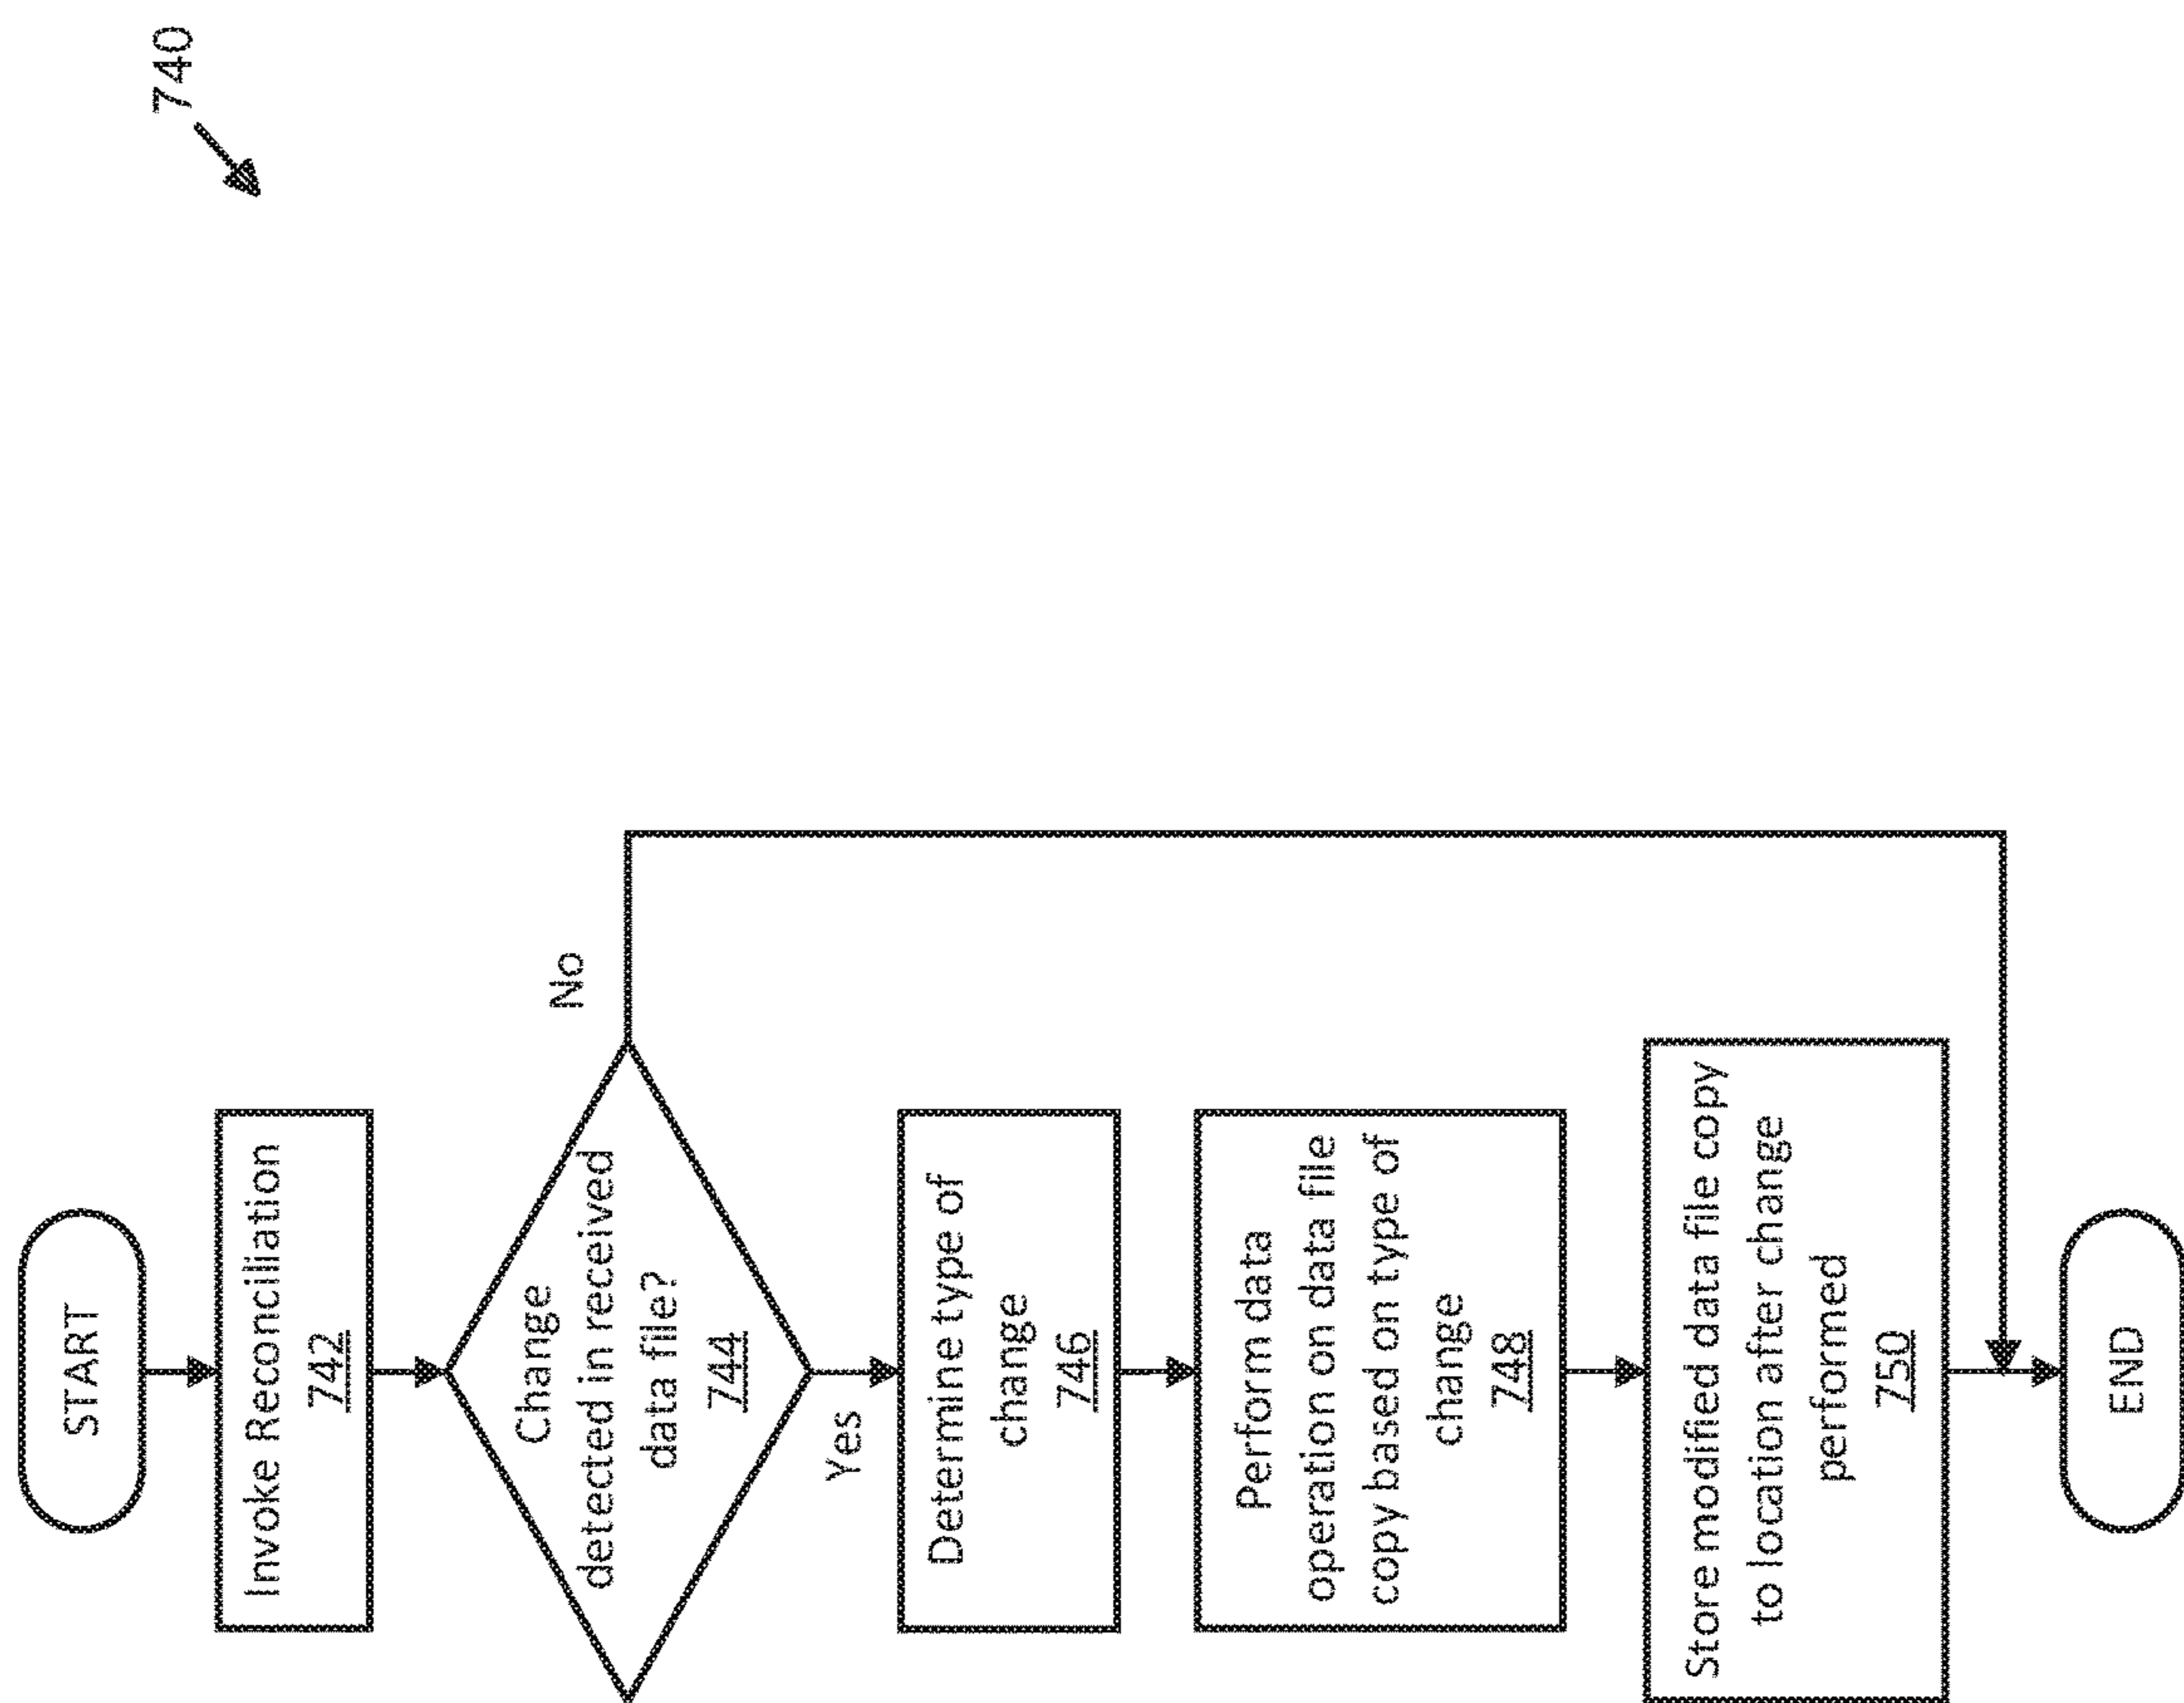 740
START
Invoke Reconciliation
742
Change
detected in received
data file?
744
No
Yes
Determine type of
change
746
Perform data
operation on data file
copy based on type of
change
748
Store modified data file copy
to location after change
performed
750
END